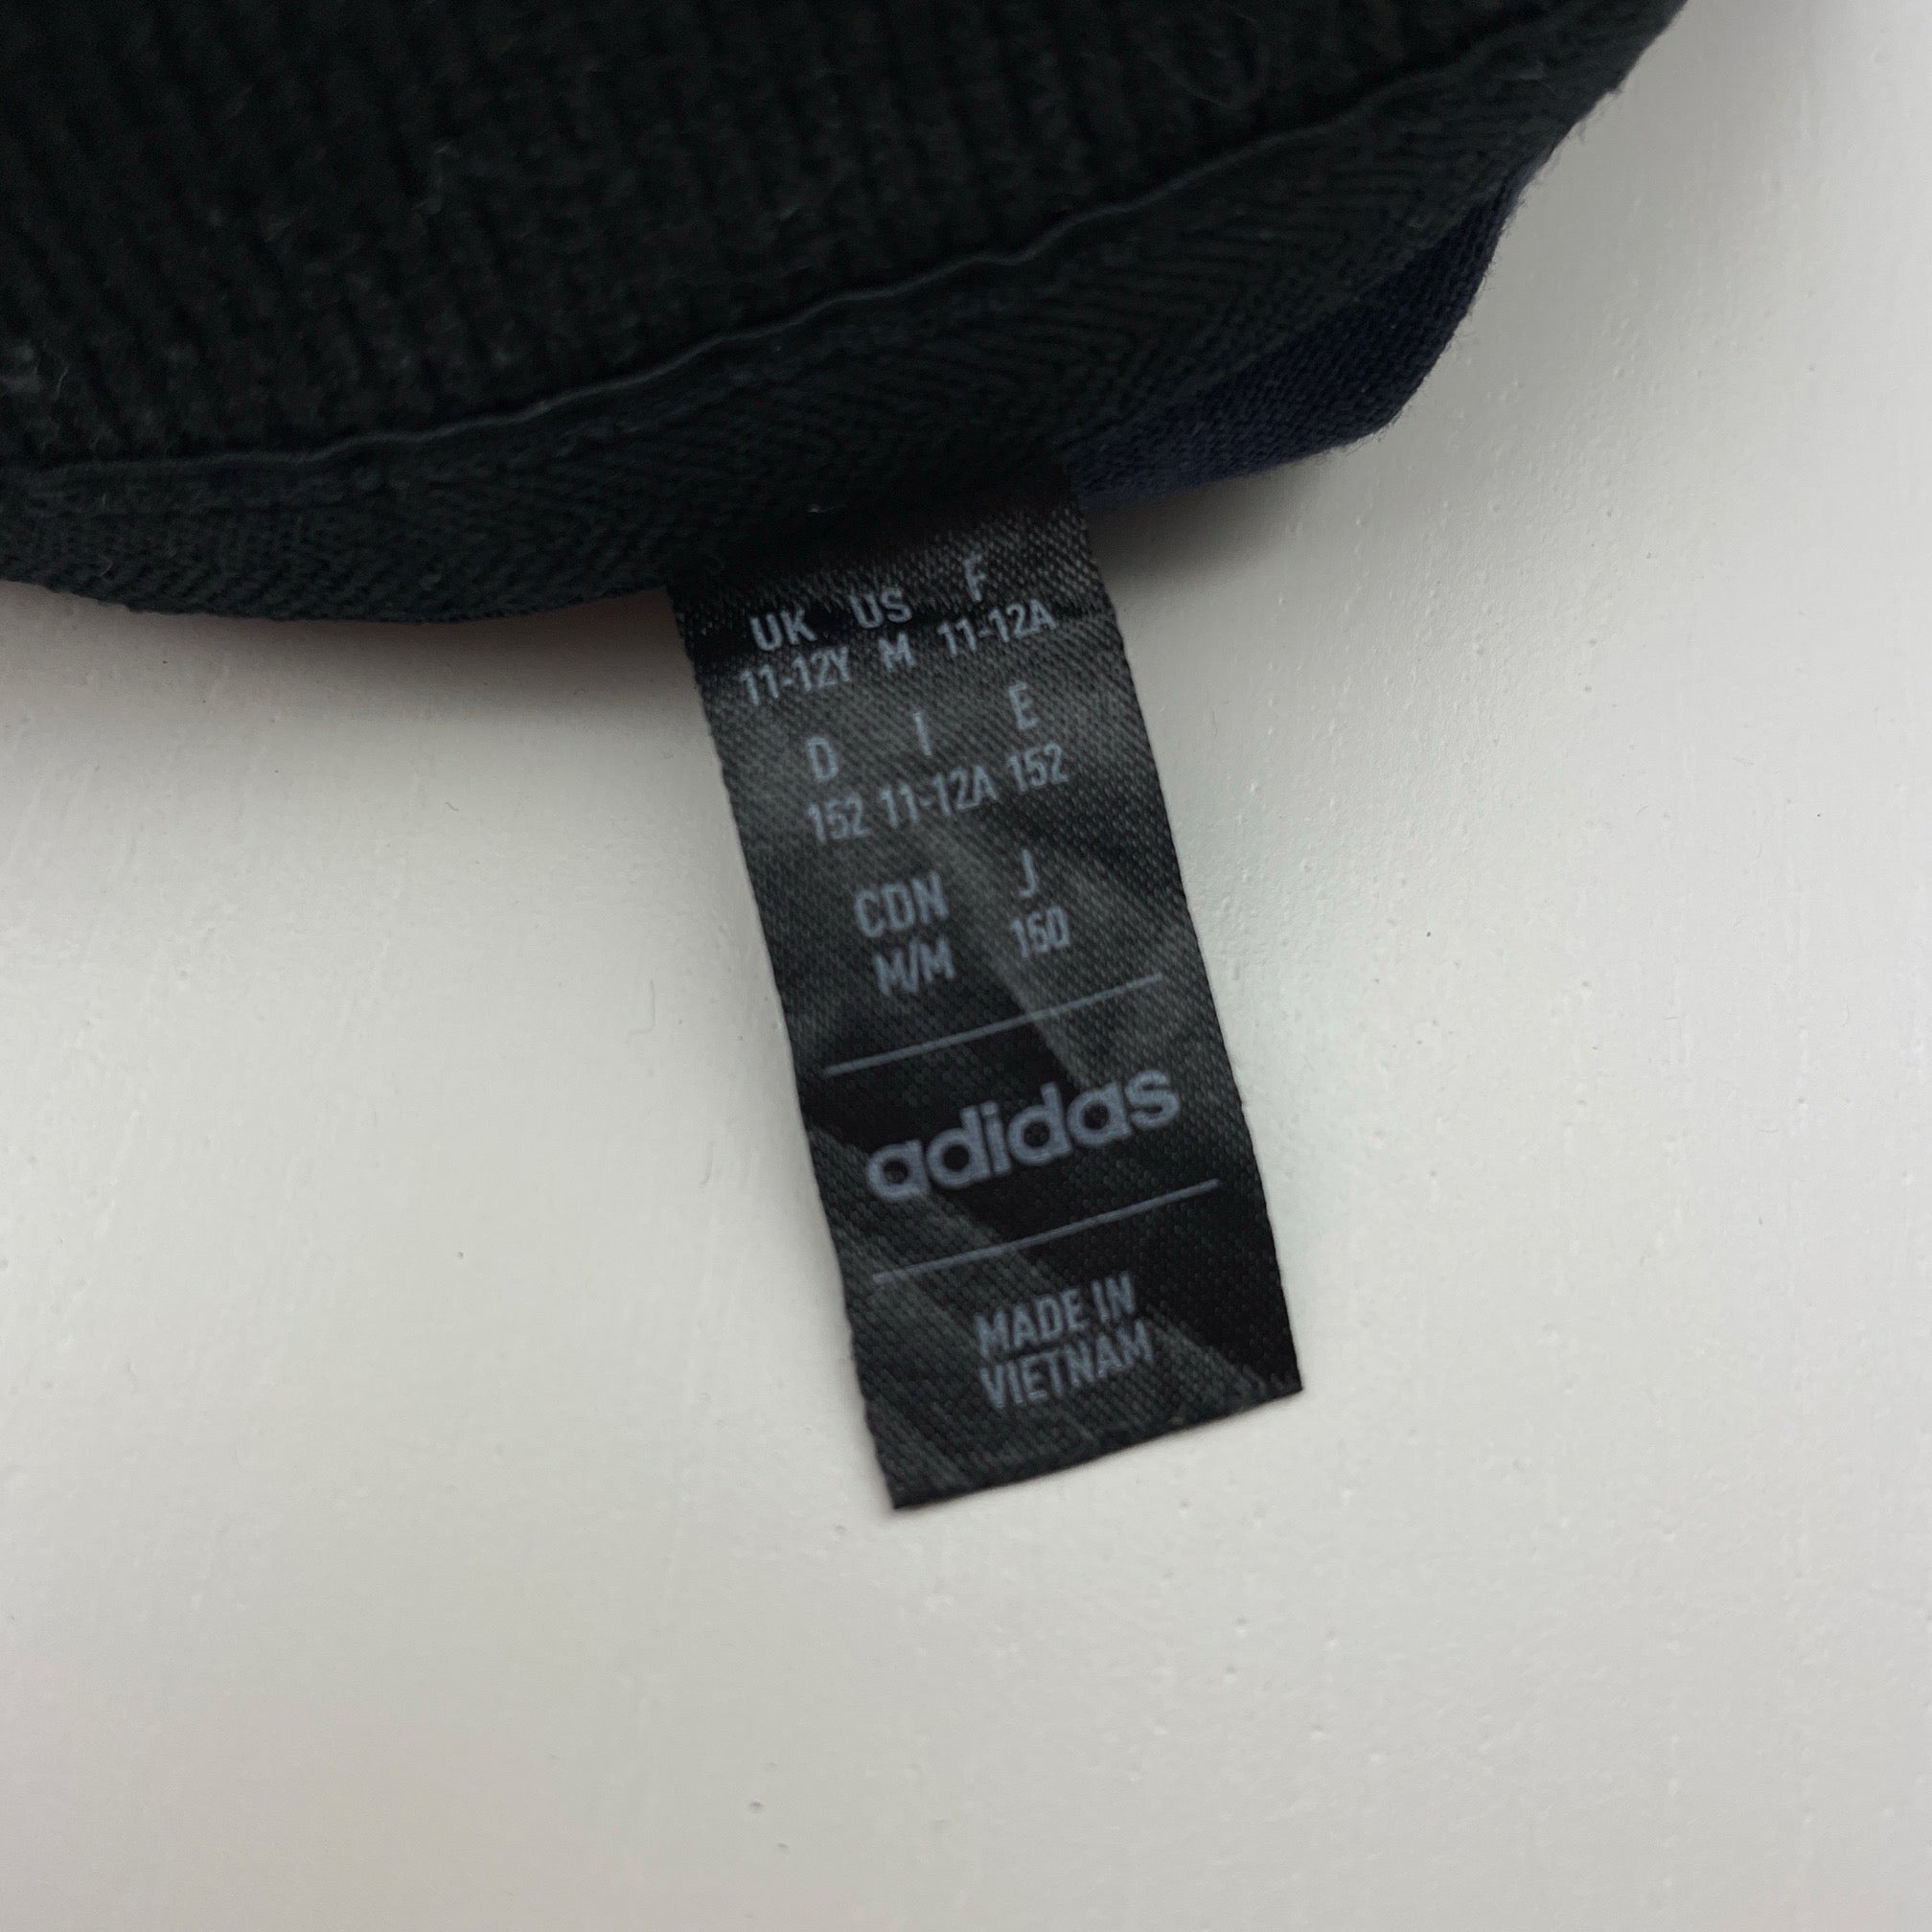 UK US F
11-12Y M 11-12A
D I E
152 11-12A 152
CDN J
M/M 160
adidas
MADE IN
VIETNAM